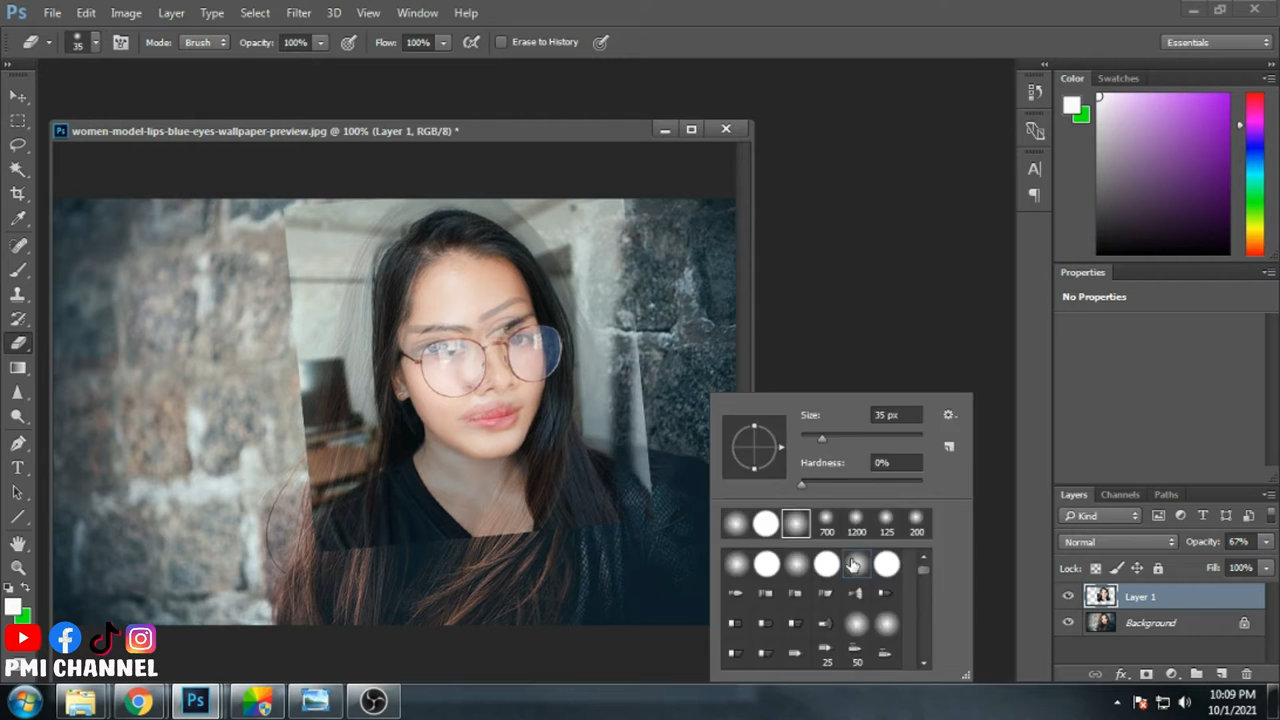 Ps File Edit Image Layer Type Select Filter 3D View Window Help
35 Mode: Brush Opacity: 100% Flow: 100% Erase to History Essentials
Color Swatches
Ps women-model-lips-blue-eyes-wallpaper-preview.jpg @ 100% (Layer 1, RGB/8) *
Properties
No Properties
Size: 35 px
Hardness: 0%
700 1200 125 200
25 50
Layers Channels Paths
Kind
Normal Opacity: 67%
Lock: Fill: 100%
Layer 1
Background
PMI CHANNEL
Ps
10:09 PM
10/1/2021